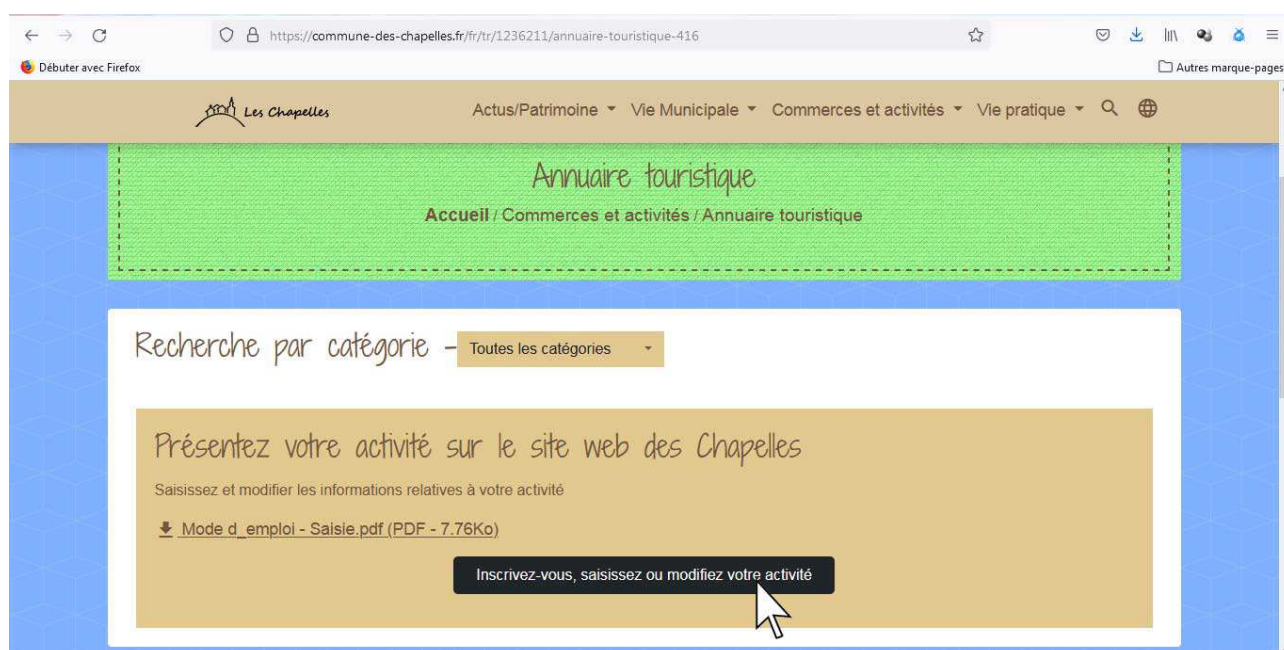 https://commune-des-chapelles.fr/fr/tr/1236211/annuaire-touristique-416
Débuter avec Firefox
Autres marque-pages
Les Chapelles
Actus/Patrimoine Vie Municipale Commerces et activités Vie pratique
Annuaire touristique
Accueil / Commerces et activités / Annuaire touristique
Recherche par catégorie - Toutes les catégories
Présentez votre activité sur le site web des Chapelles
Saisissez et modifier les informations relatives à votre activité
Mode d_emploi - Saisie.pdf (PDF - 7.76Ko)
Inscrivez-vous, saisissez ou modifiez votre activité